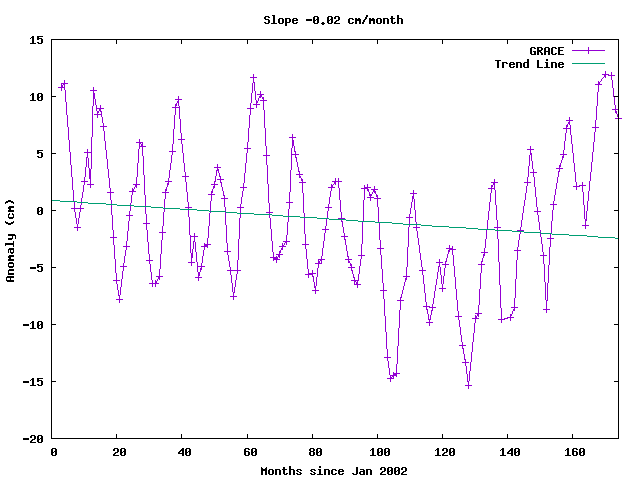 Slope -0.02 cm/month
15
GRACE
Trend Line
10
5
0
-5
-10
-15
-20
Anomaly (cm)
0 20 40 60 80 100 120 140 160
Months since Jan 2002